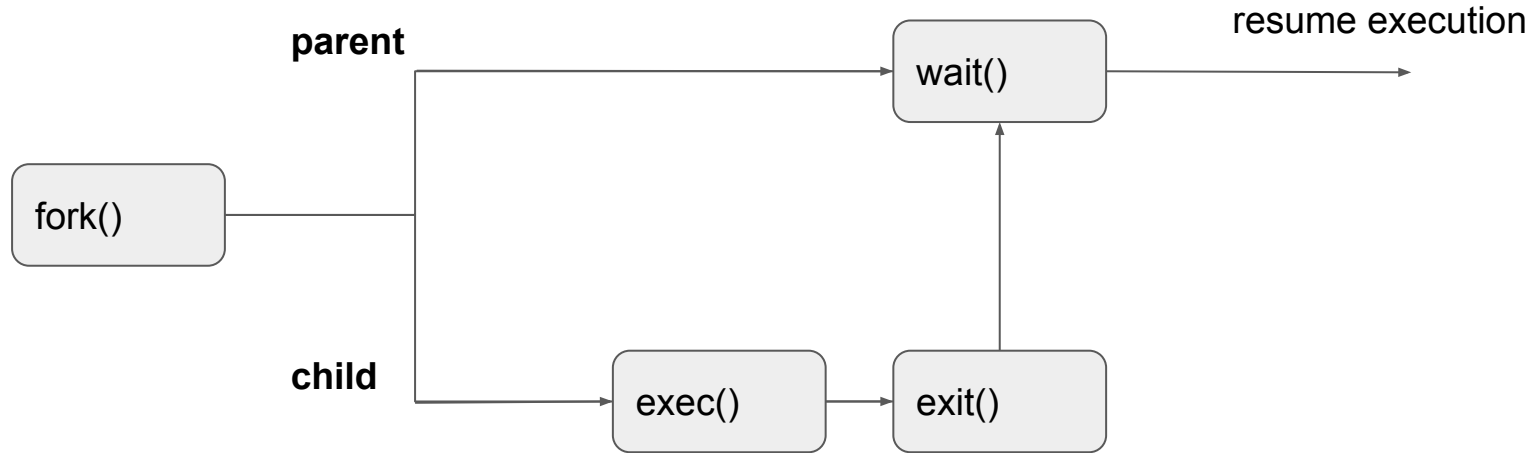 resume execution
parent
wait()
fork()
child
exec()
exit()